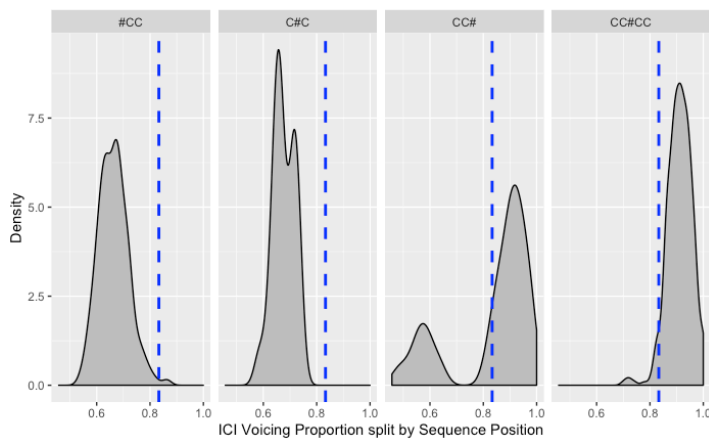 #CC C#C CC# CC#CC
7.5
5.0
2.5
0.0
Density
0.6 0.8 1.0 0.6 0.8 1.0 0.6 0.8 1.0 0.6 0.8 1.0
ICI Voicing Proportion split by Sequence Position